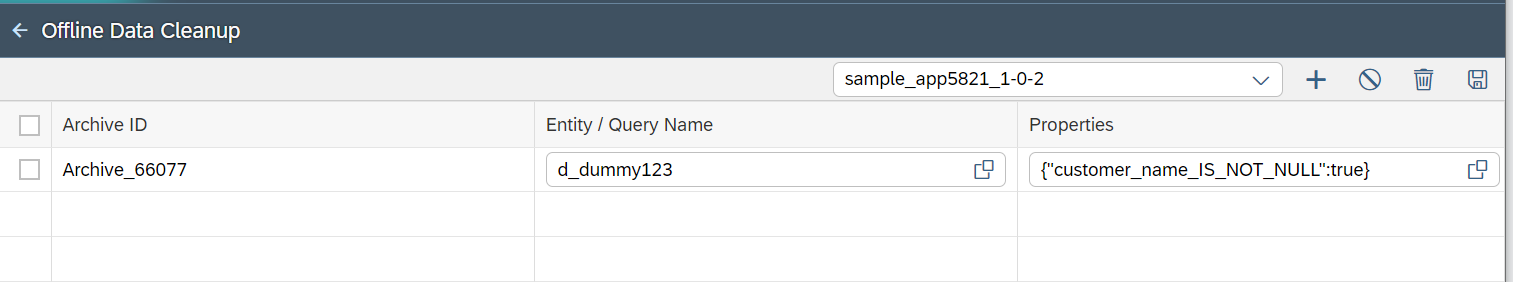 Offline Data Cleanup
sample_app5821_1-0-2
Archive ID Entity / Query Name Properties
Archive_66077 d_dummy123 {"customer_name_IS_NOT_NULL":true}